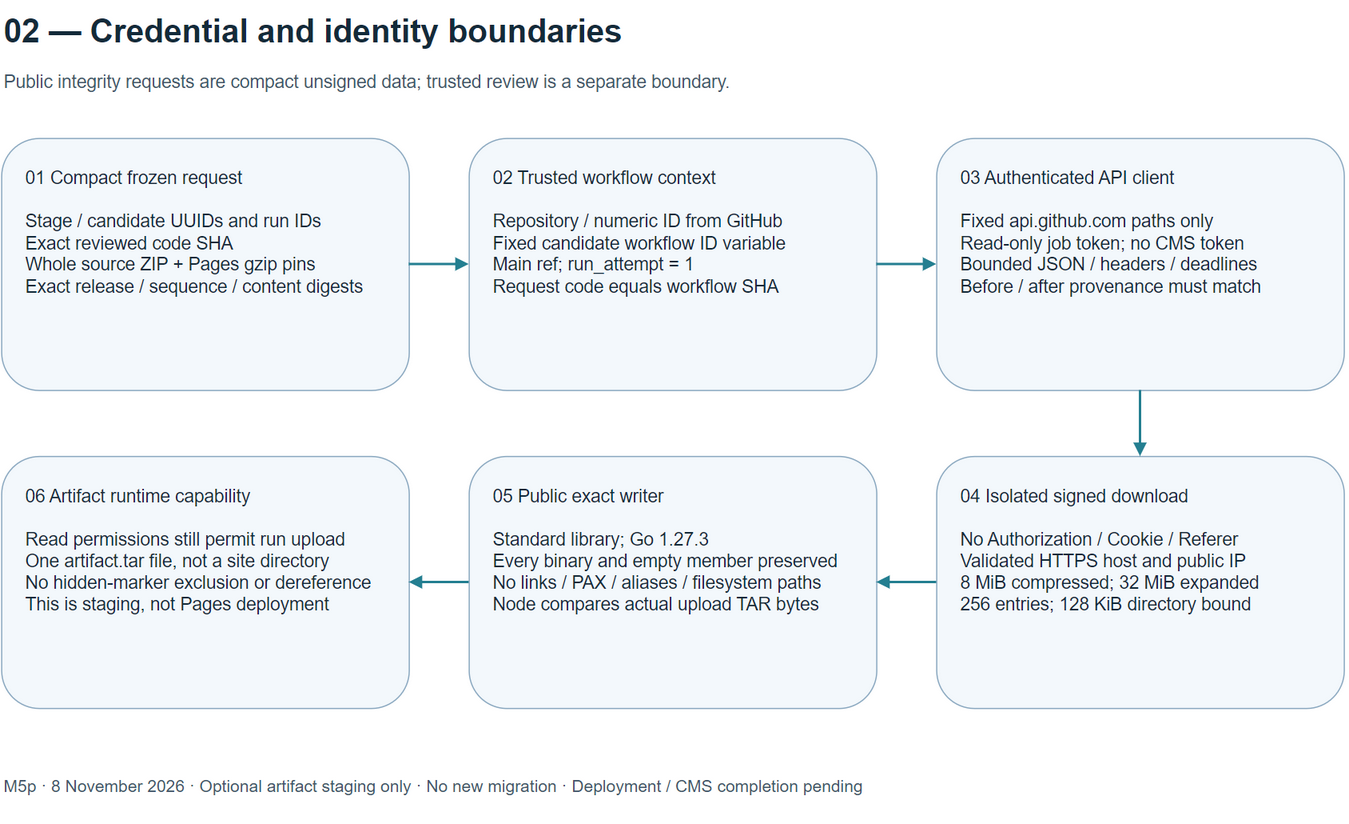 02 — Credential and identity boundaries
Public integrity requests are compact unsigned data; trusted review is a separate boundary.
01 Compact frozen request
Stage / candidate UUIDs and run IDs
Exact reviewed code SHA
Whole source ZIP + Pages gzip pins
Exact release / sequence / content digests
02 Trusted workflow context
Repository / numeric ID from GitHub
Fixed candidate workflow ID variable
Main ref; run_attempt = 1
Request code equals workflow SHA
03 Authenticated API client
Fixed api.github.com paths only
Read-only job token; no CMS token
Bounded JSON / headers / deadlines
Before / after provenance must match
04 Isolated signed download
No Authorization / Cookie / Referer
Validated HTTPS host and public IP
8 MiB compressed; 32 MiB expanded
256 entries; 128 KiB directory bound
05 Public exact writer
Standard library; Go 1.27.3
Every binary and empty member preserved
No links / PAX / aliases / filesystem paths
Node compares actual upload TAR bytes
06 Artifact runtime capability
Read permissions still permit run upload
One artifact.tar file, not a site directory
No hidden-marker exclusion or dereference
This is staging, not Pages deployment
M5p · 8 November 2026 · Optional artifact staging only · No new migration · Deployment / CMS completion pending